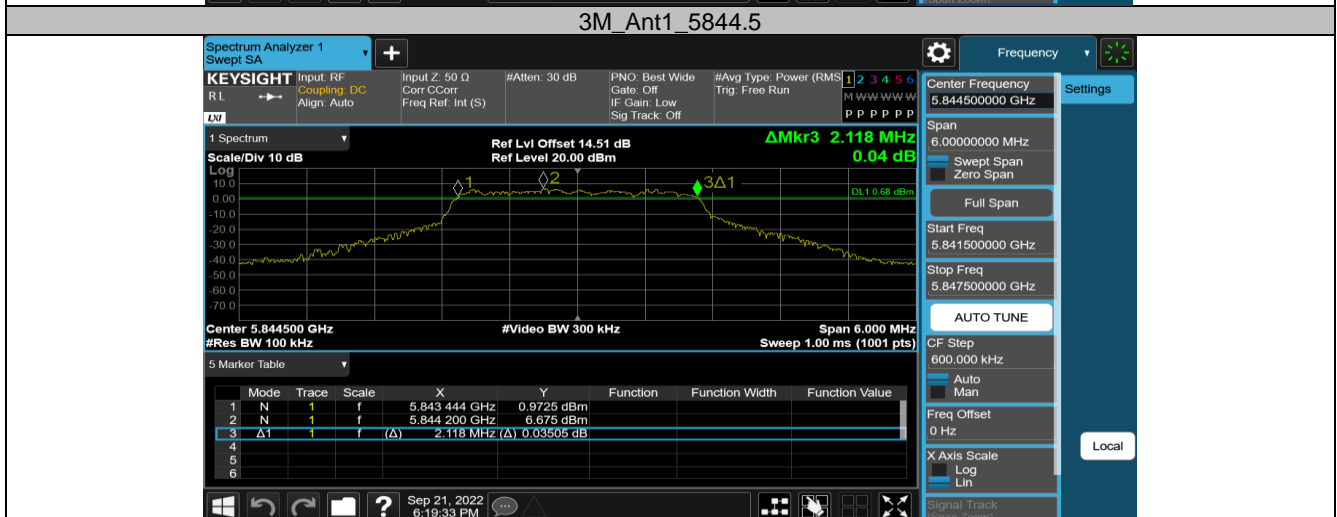 3M_Ant1_5844.5
Spectrum Analyzer 1
Swept SA
Frequency
KEYSIGHT
RL
LXI
Input: RF
Coupling: DC
Align: Auto
Input Z: 50 Ω
Corr CCorr
Freq Ref: Int (S)
#Atten: 30 dB
PNO: Best Wide
Gate: Off
IF Gain: Low
Sig Track: Off
#Avg Type: Power (RMS
Trig: Free Run
1 2 3 4 5 6
M W W W W W
P P P P P P
1 Spectrum
Scale/Div 10 dB
Ref Lvl Offset 14.51 dB
Ref Level 20.00 dBm
ΔMkr3 2.118 MHz
0.04 dB
Log
10.0
0.00
-10.0
-20.0
-30.0
-40.0
-50.0
-60.0
-70.0
1
2
3Δ1
DL1 0.68 dBm
Center 5.844500 GHz
#Video BW 300 kHz
Span 6.000 MHz
#Res BW 100 kHz
Sweep 1.00 ms (1001 pts)
5 Marker Table
Mode Trace Scale X Y Function Function Width Function Value
1 N 1 f 5.843 444 GHz 0.9725 dBm
2 N 1 f 5.844 200 GHz 6.675 dBm
3 Δ1 1 f (Δ) 2.118 MHz (Δ) 0.03505 dB
4
5
6
Sep 21, 2022
6:19:33 PM
Center Frequency
5.844500000 GHz
Settings
Span
6.00000000 MHz
Swept Span
Zero Span
Full Span
Start Freq
5.841500000 GHz
Stop Freq
5.847500000 GHz
AUTO TUNE
CF Step
600.000 kHz
Auto
Man
Freq Offset
0 Hz
X Axis Scale
Log
Lin
Local
Signal Track
(Span Zoom)